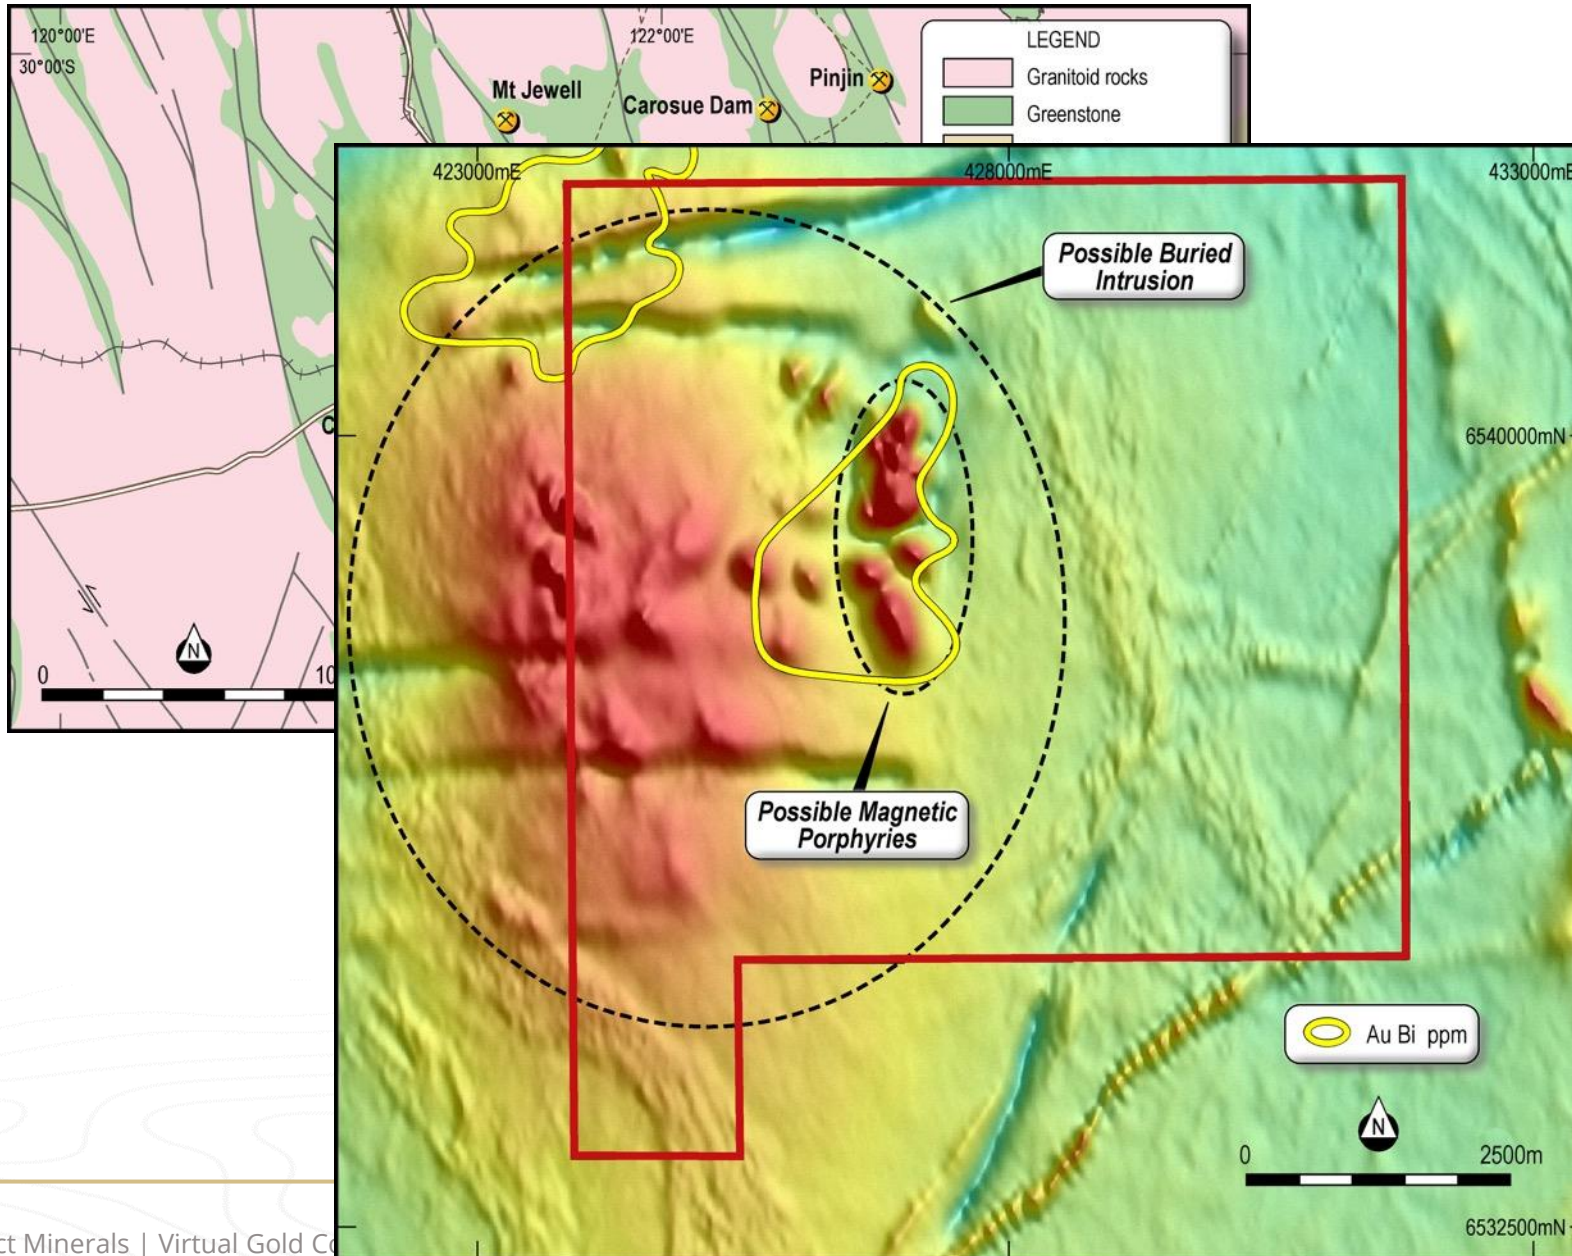 120°00'E
122°00'E
30°00'S
LEGEND
Granitoid rocks
Greenstone
Mt Jewell
Carosue Dam
Pinjin
423000mE
428000mE
433000mE
Possible Buried
Intrusion
6540000mN
C
N
0
10
Possible Magnetic
Porphyries
Au Bi ppm
N
0
2500m
6532500mN
ct Minerals | Virtual Gold Co